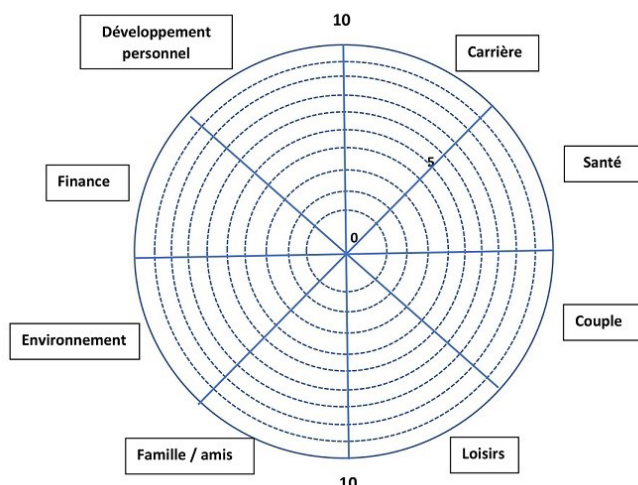 10
Développement
personnel
Carrière
Santé
5
Finance
0
Couple
Environnement
Famille / amis
Loisirs
10